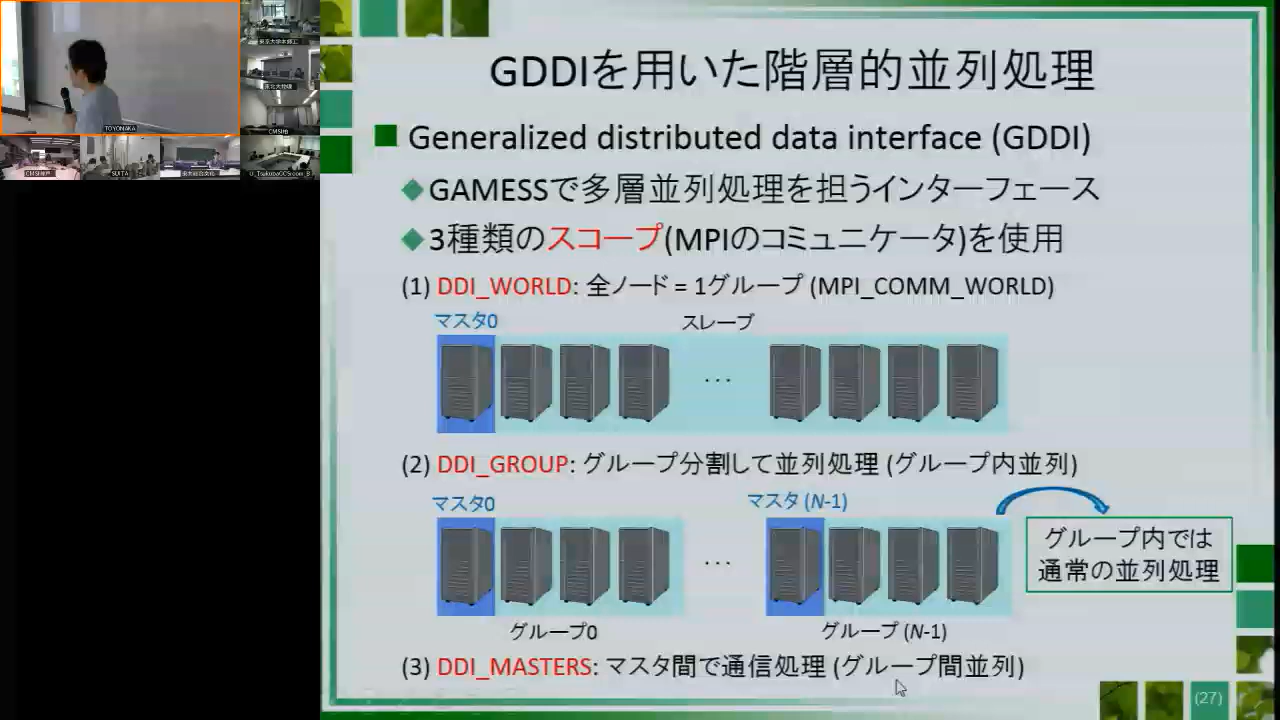 GDDIを用いた階層的並列処理
Generalized distributed data interface (GDDI)
GAMESSで多層並列処理を担うインターフェース
3種類のスコープ(MPIのコミュニケータ)を使用
(1) DDI_WORLD: 全ノード = 1グループ (MPI_COMM_WORLD)
マスタ0 スレーブ
...
(2) DDI_GROUP: グループ分割して並列処理 (グループ内並列)
マスタ0 マスタ (N-1)
...
グループ内では
通常の並列処理
グループ0 グループ (N-1)
(3) DDI_MASTERS: マスタ間で通信処理 (グループ間並列)
(27)
TOYONAKA
CMSI神戸
SUITA